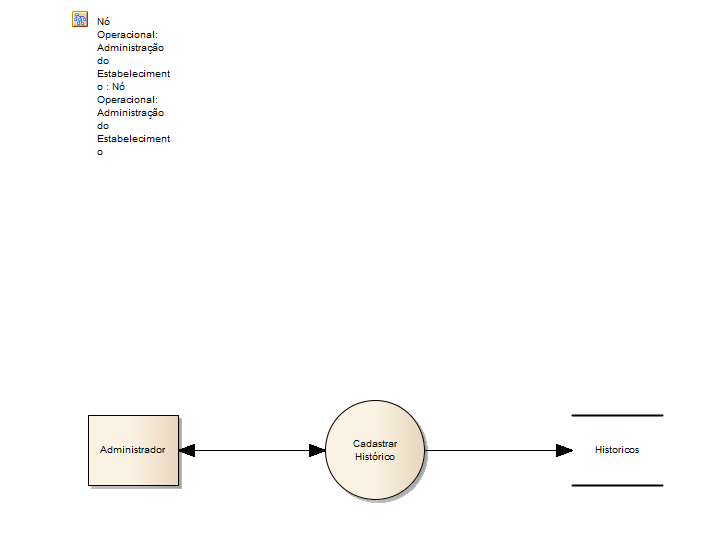 Nó
Operacional:
Administração
do
Estabeleciment
o : Nó
Operacional:
Administração
do
Estabeleciment
o
Administrador
Cadastrar
Histórico
Historicos